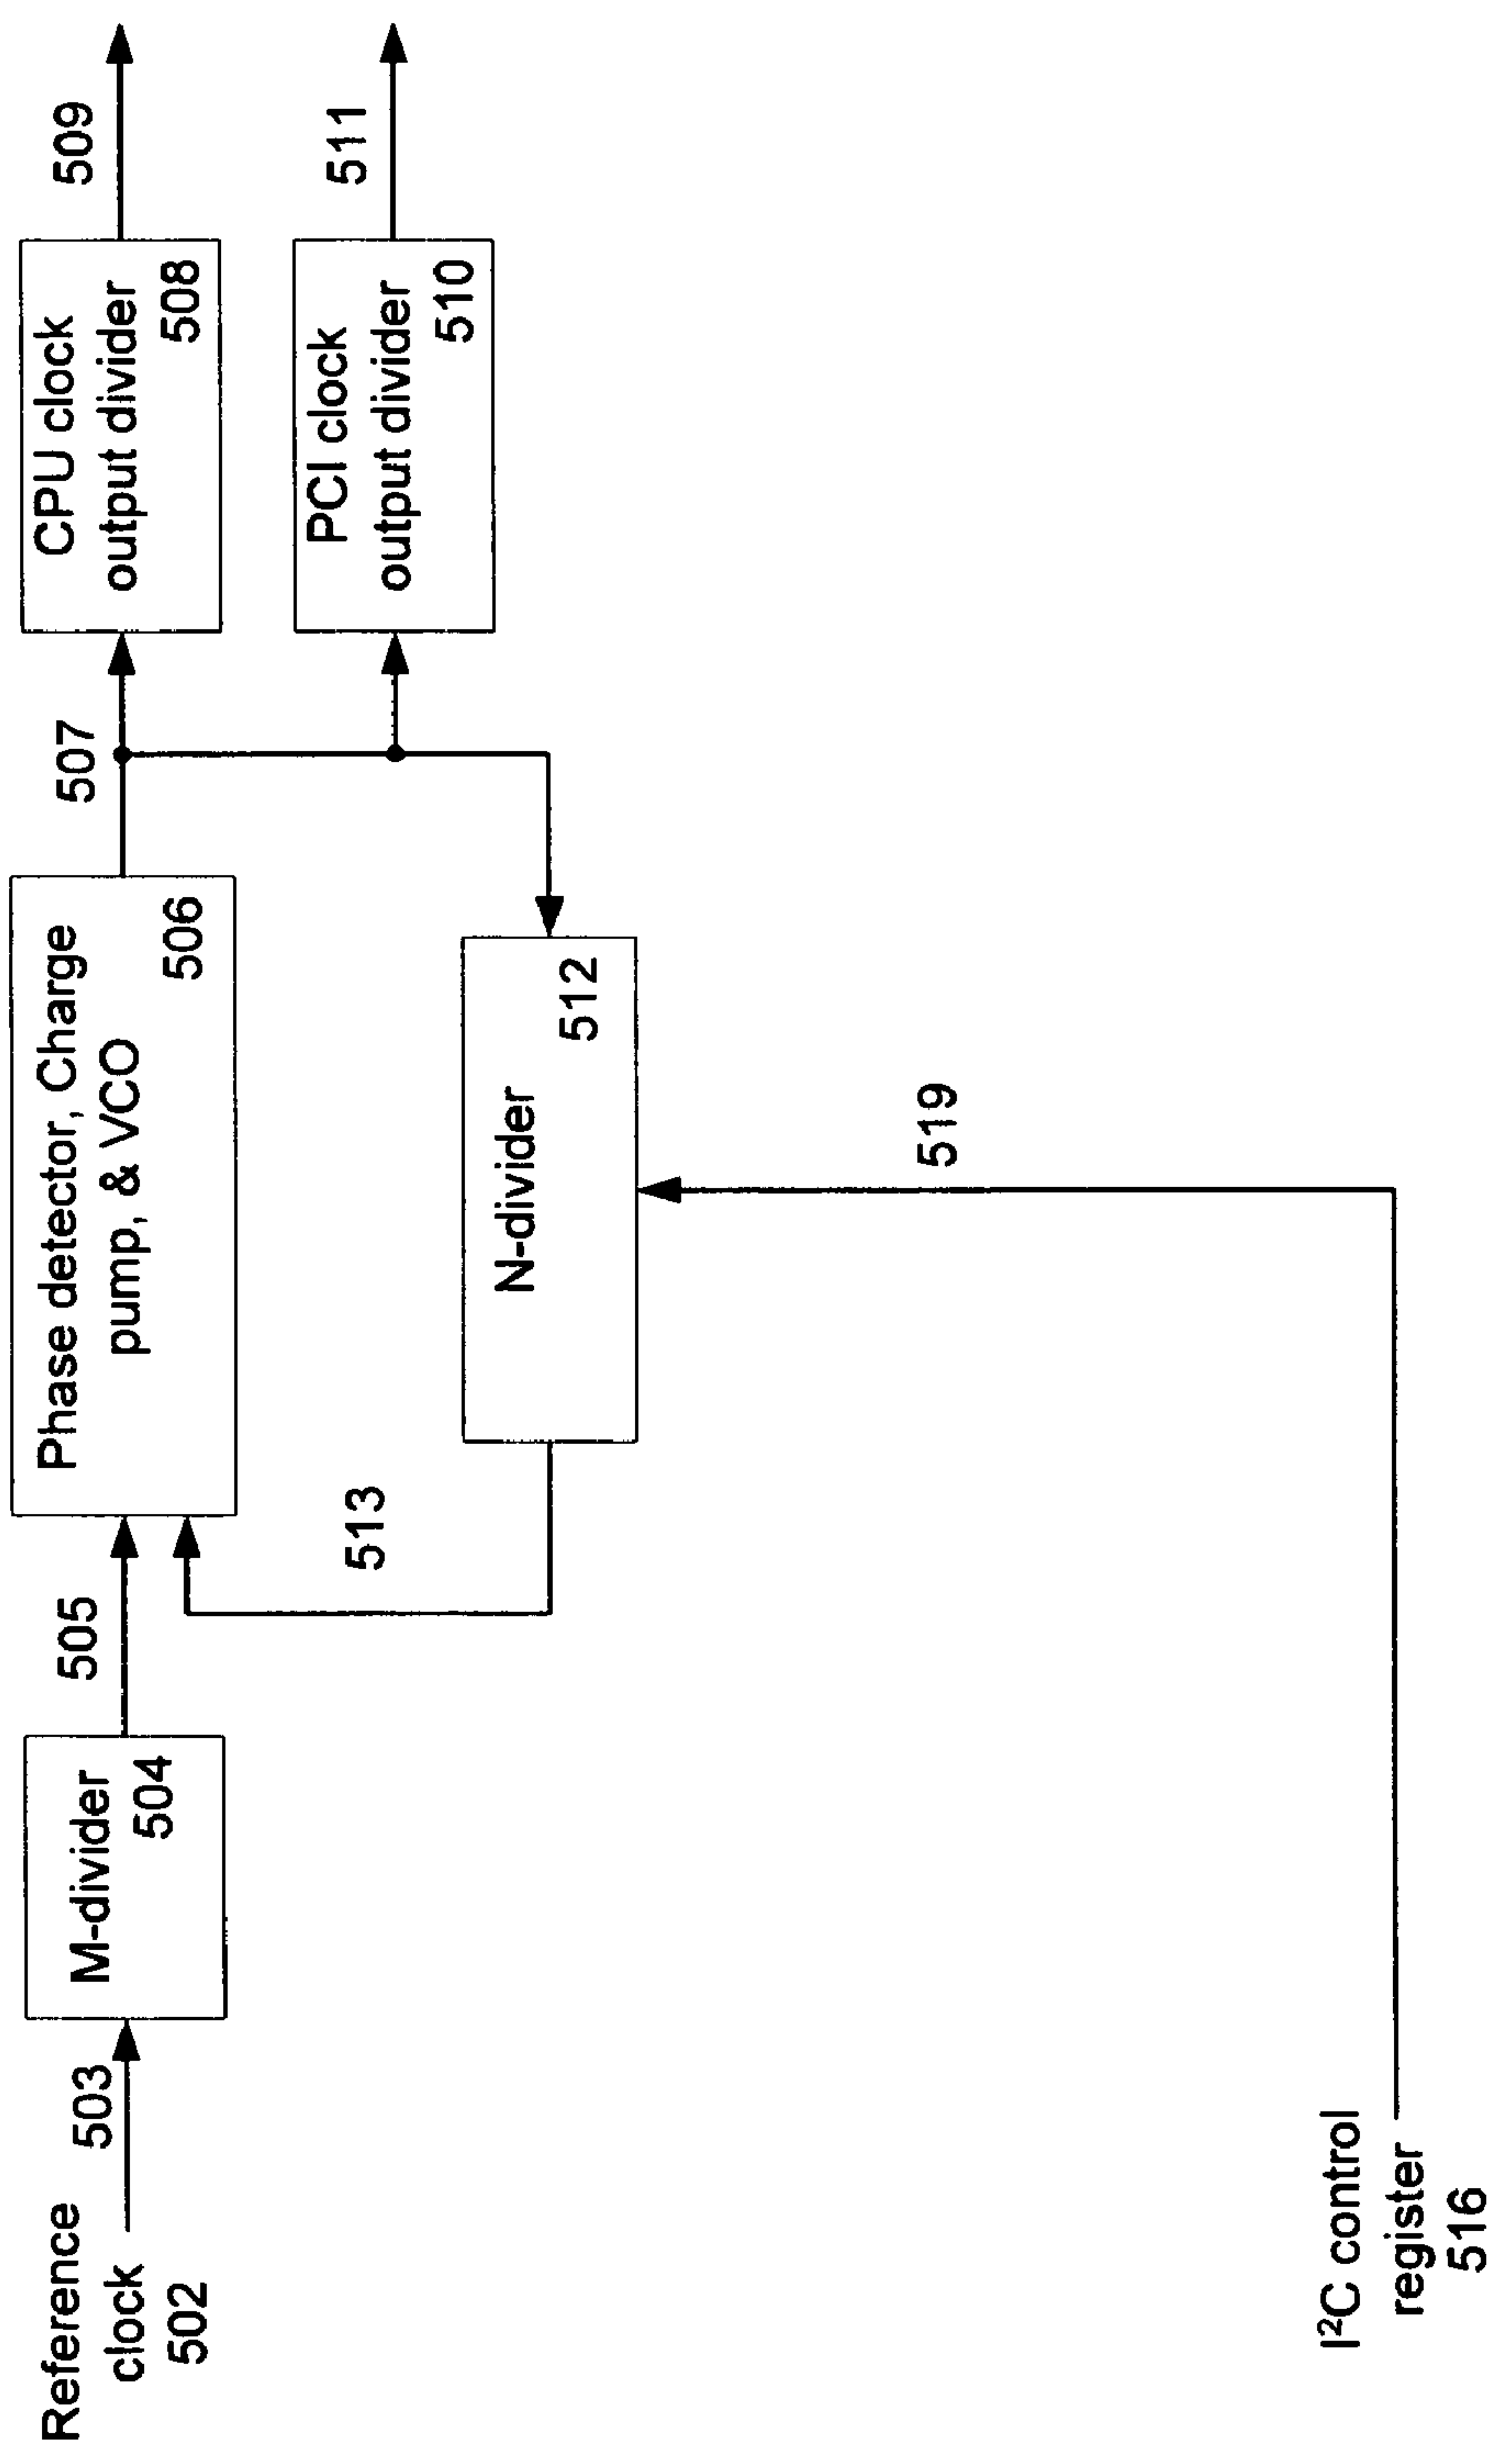 Reference
clock
502
503
M-divider
504
505
Phase detector, Charge
pump, & VCO
506
507
CPU clock
output divider
508
509
PCI clock
output divider
510
511
513
N-divider
512
519
I²C control
register
516